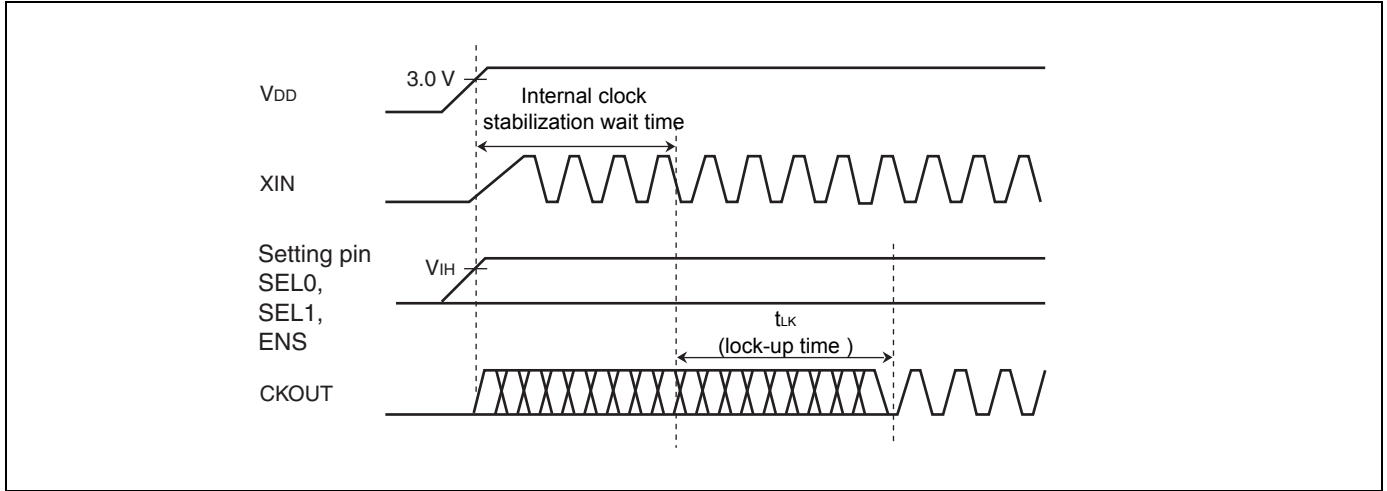 3.0 V
VDD
Internal clock
stabilization wait time
XIN
Setting pin
SEL0,
SEL1,
ENS
VIH
tLK
(lock-up time )
CKOUT